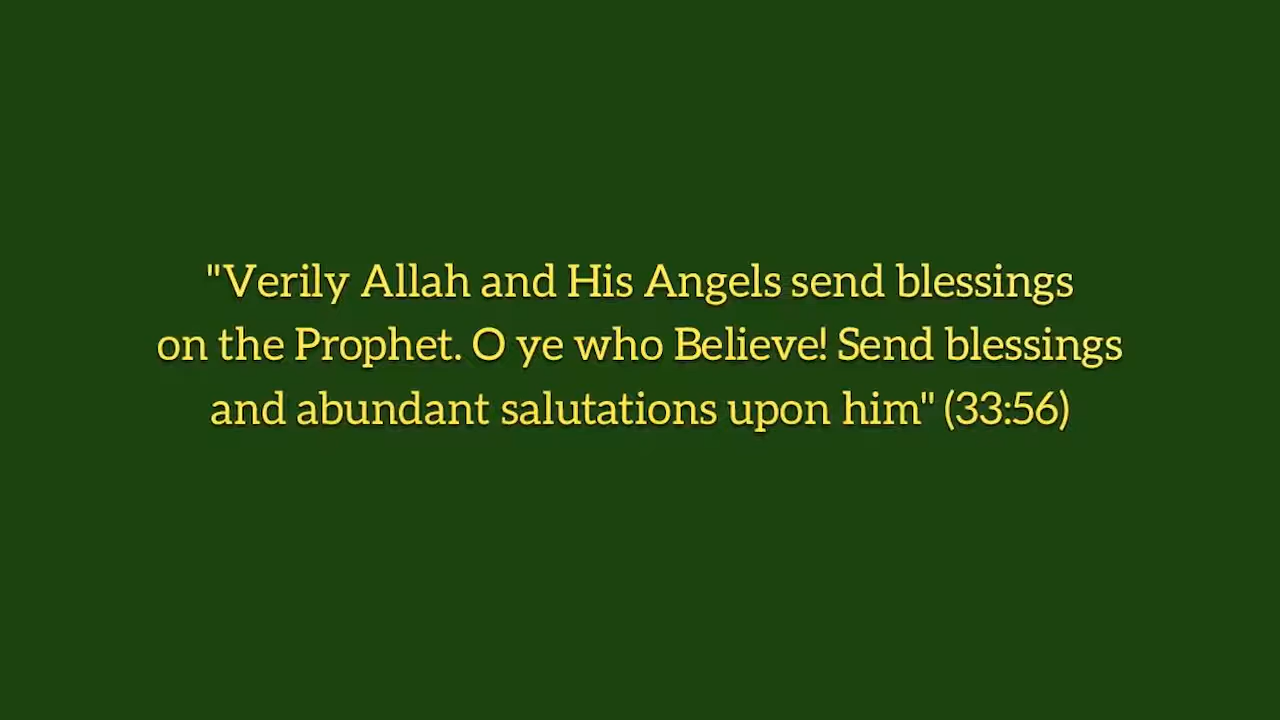 "Verily Allah and His Angels send blessings
on the Prophet. O ye who Believe! Send blessings
and abundant salutations upon him" (33:56)